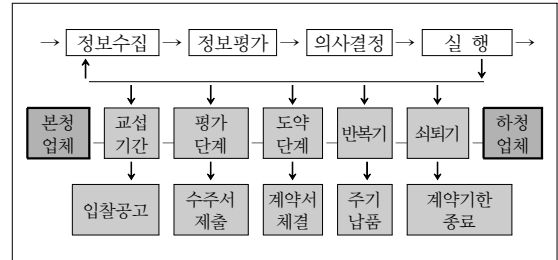 정보수집 정보평가 의사결정 실 행
본청 교섭 평가 도약 반복기 쇠퇴기 하청
업체 기간 단계 단계 업체
입찰공고 수주서 계약서 주기 계약기한
제출 체결 납품 종료